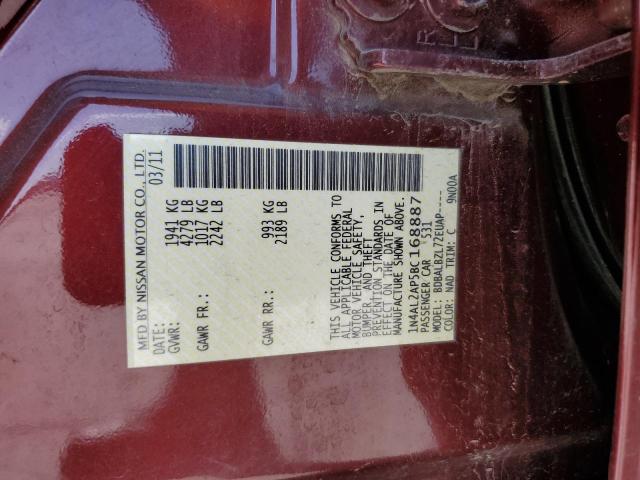 MFD BY NISSAN MOTOR CO., LTD.
DATE: 03/11
GVWR: 1941 KG
4279 LB
GAWR FR: 1017 KG
2242 LB
GAWR RR: 993 KG
2189 LB
THIS VEHICLE CONFORMS TO
ALL APPLICABLE FEDERAL
MOTOR VEHICLE SAFETY,
BUMPER, AND THEFT
PREVENTION STANDARDS IN
EFFECT ON THE DATE OF
MANUFACTURE SHOWN ABOVE.
1N4AL2AP5BC168887
PASSENGER CAR 531
MODEL: BDBALBZL172EUAP-----
COLOR: NAD TRIM: C 9N00A